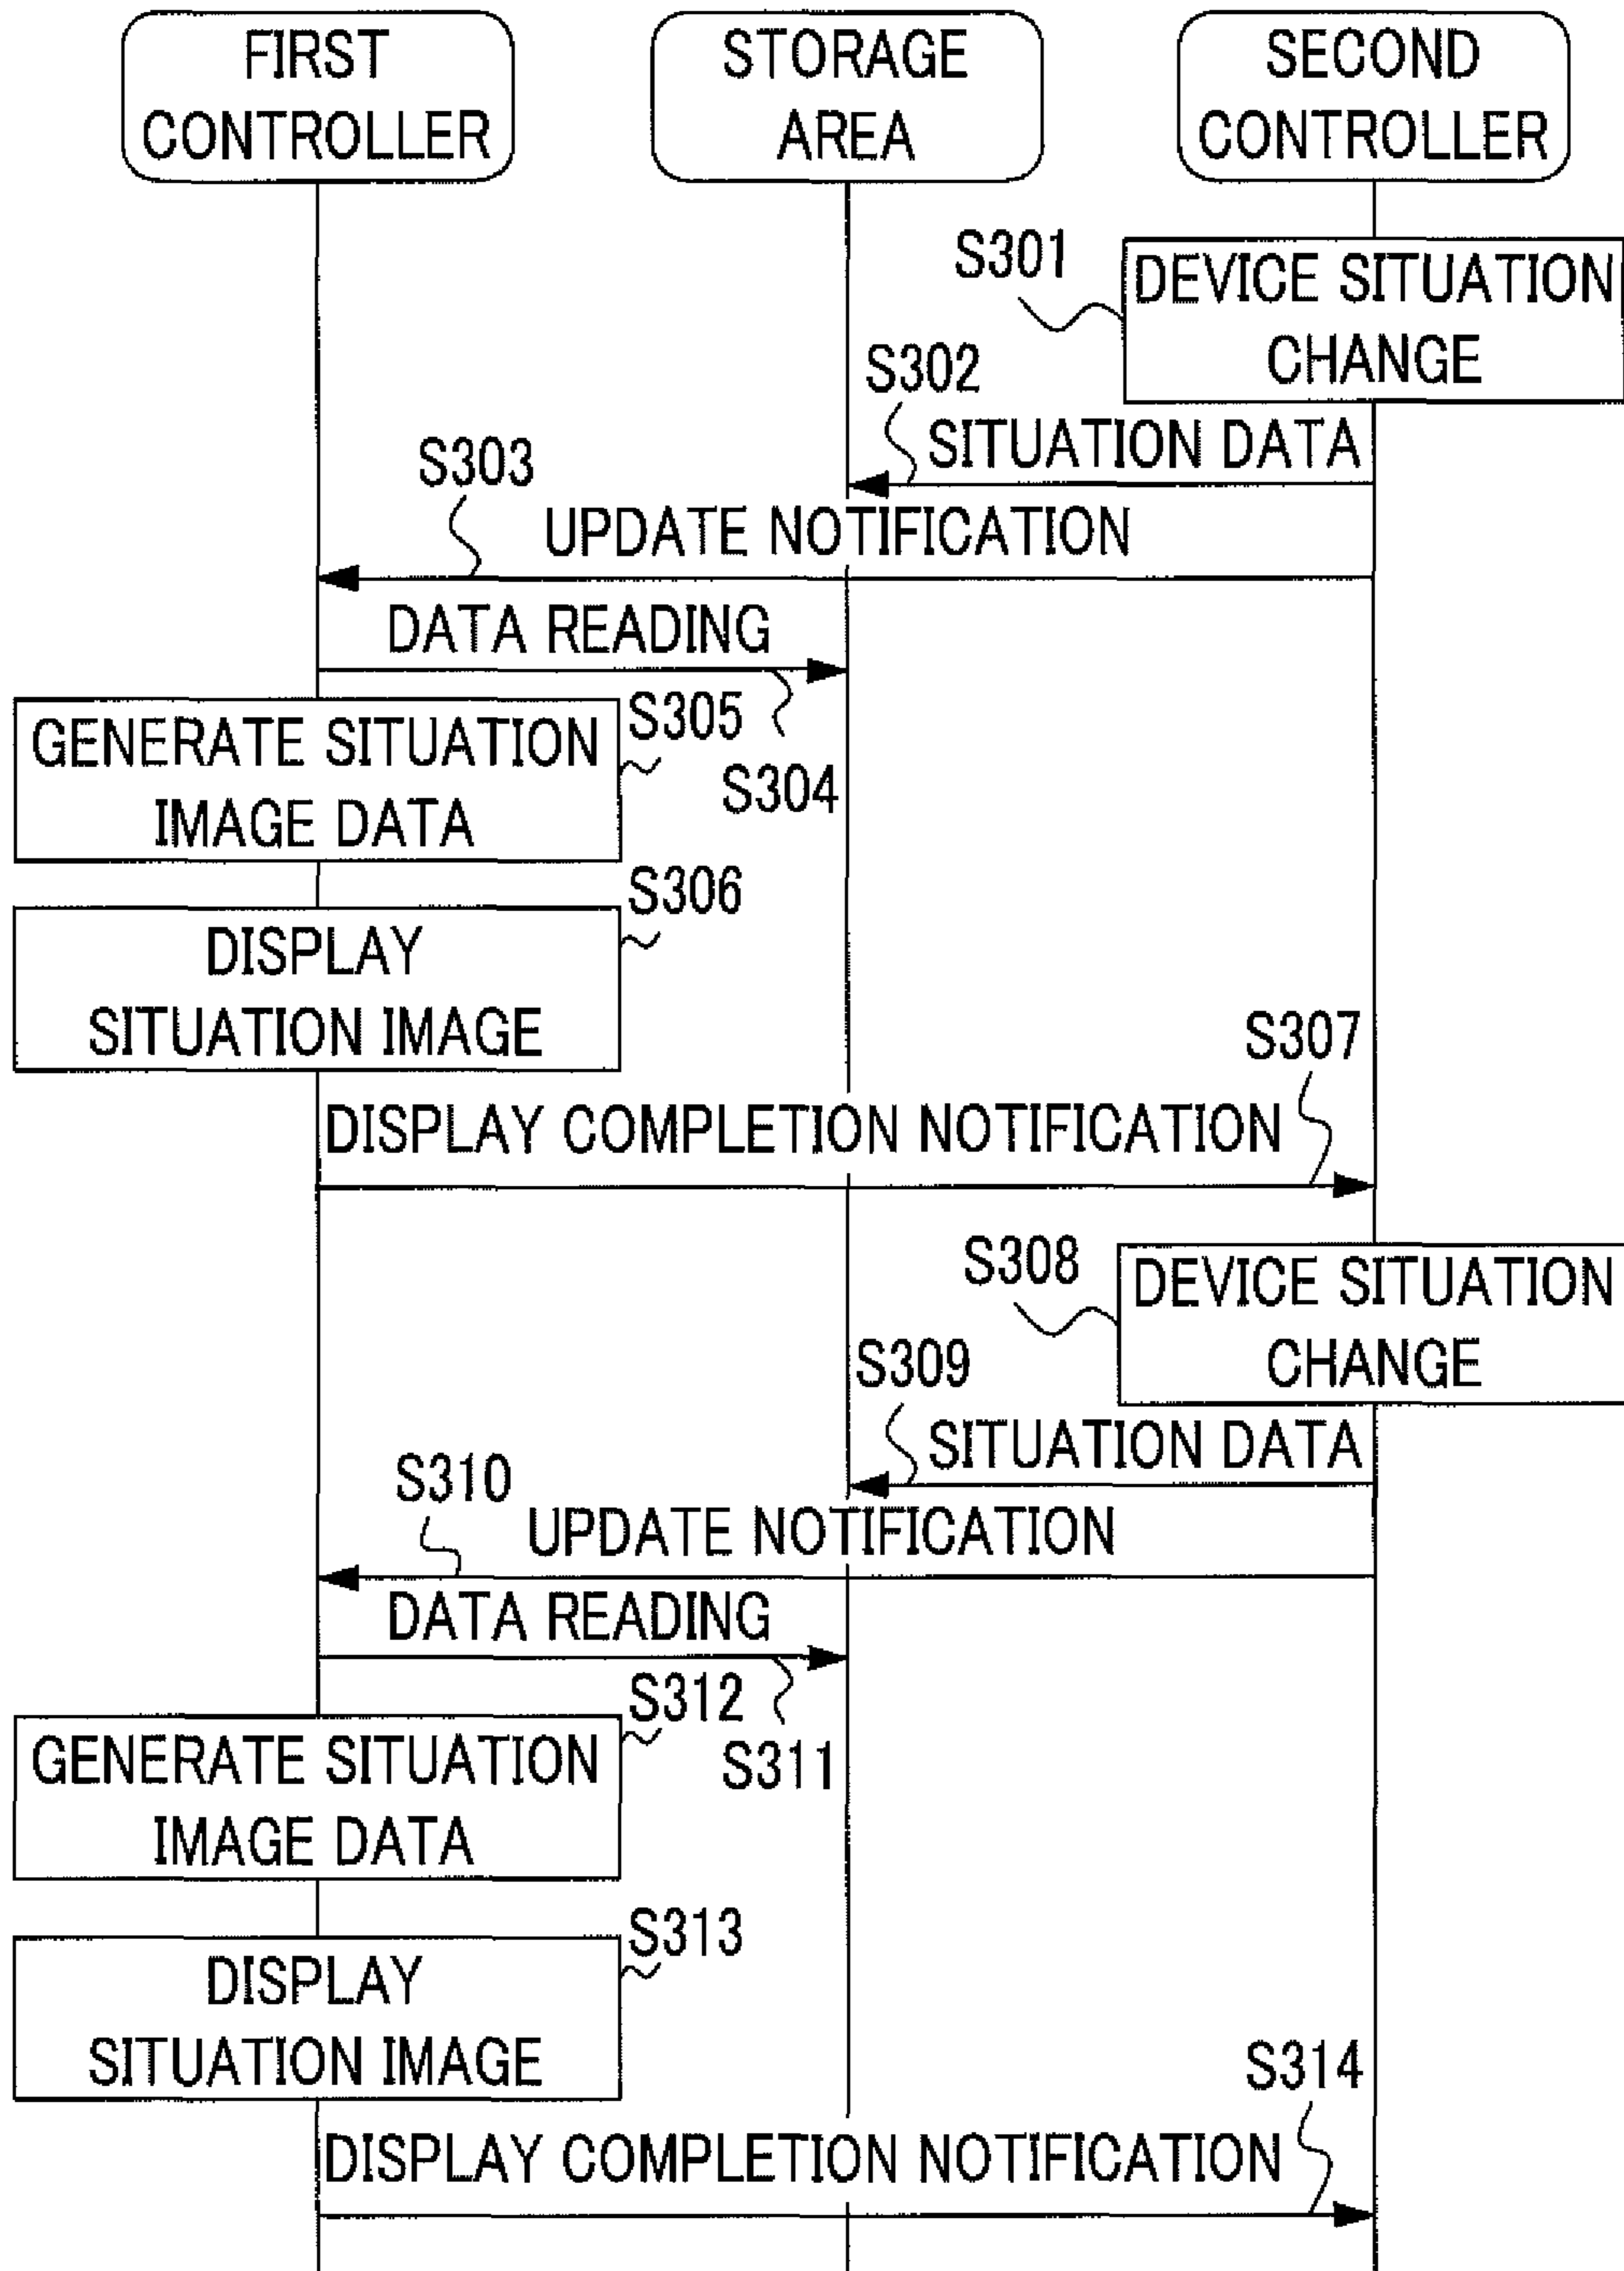 FIRST
CONTROLLER
STORAGE
AREA
SECOND
CONTROLLER
S301
DEVICE SITUATION
CHANGE
S302
SITUATION DATA
S303
UPDATE NOTIFICATION
DATA READING
S304
S305
GENERATE SITUATION
IMAGE DATA
S306
DISPLAY
SITUATION IMAGE
S307
DISPLAY COMPLETION NOTIFICATION
S308
DEVICE SITUATION
CHANGE
S309
SITUATION DATA
S310
UPDATE NOTIFICATION
DATA READING
S311
S312
GENERATE SITUATION
IMAGE DATA
S313
DISPLAY
SITUATION IMAGE
S314
DISPLAY COMPLETION NOTIFICATION